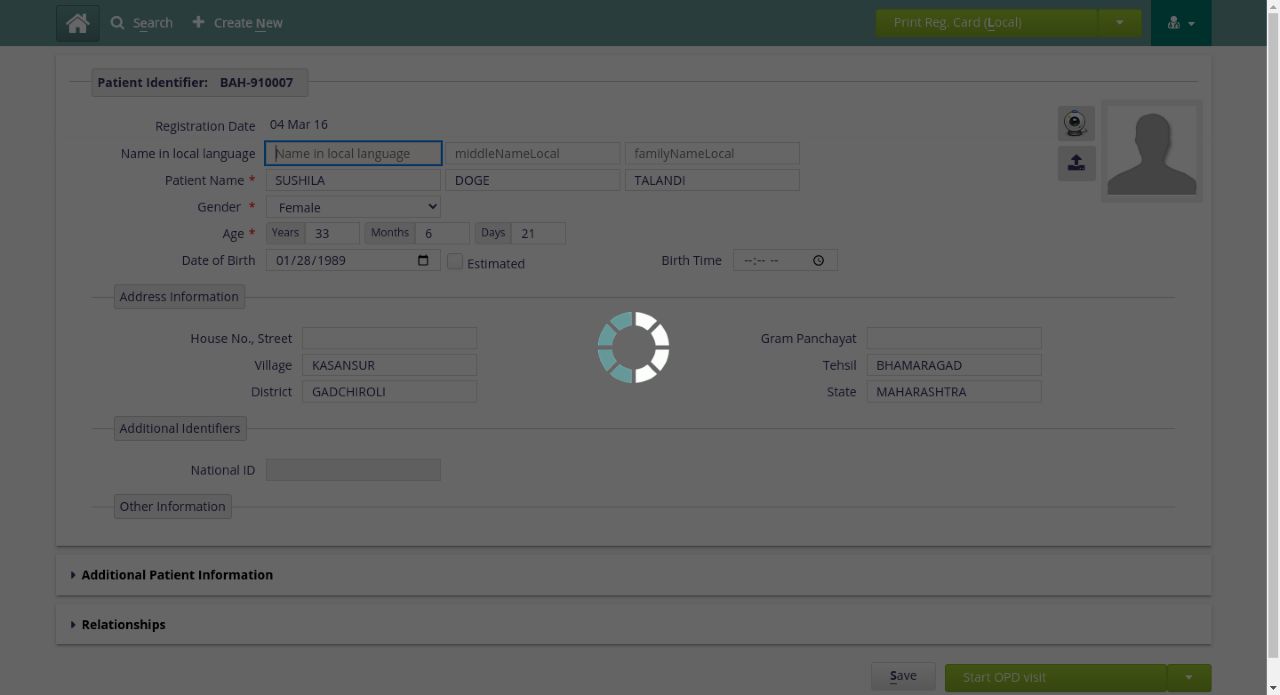 Search Create New Print Reg. Card (Local)
Patient Identifier: BAH-910007
Registration Date 04 Mar 16
Name in local language Name in local language middleNameLocal familyNameLocal
Patient Name * SUSHILA DOGE TALANDI
Gender * Female
Age * Years 33 Months 6 Days 21
Date of Birth 01/28/1989 Estimated Birth Time --:-- --
Address Information
House No., Street Gram Panchayat
Village KASANSUR Tehsil BHAMARAGAD
District GADCHIROLI State MAHARASHTRA
Additional Identifiers
National ID
Other Information
Additional Patient Information
Relationships
Save Start OPD visit